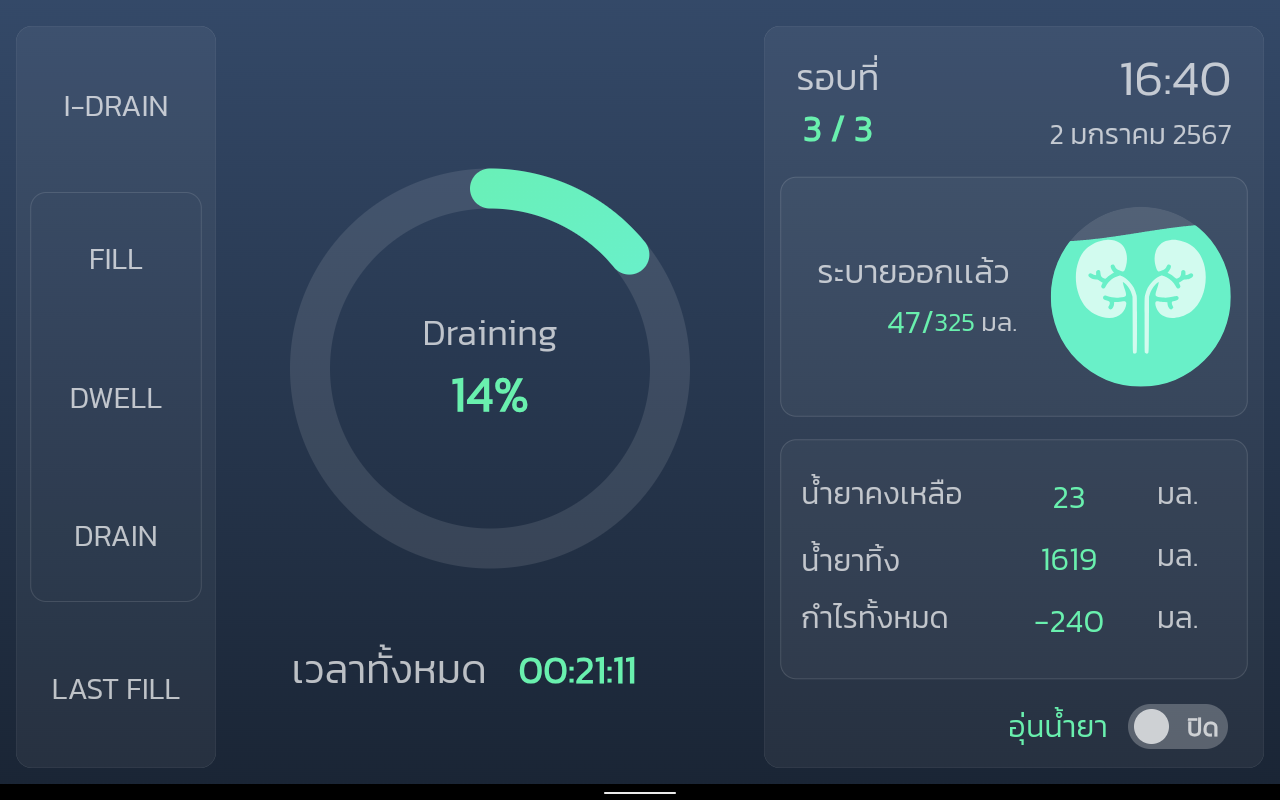 I-DRAIN
FILL
DWELL
DRAIN
LAST FILL
Draining
14%
เวลาทั้งหมด 00:21:11
รอบที่
3 / 3
16:40
2 มกราคม 2567
ระบายออกแล้ว
47/325 มล.
น้ำยาคงเหลือ 23 มล.
น้ำยาทิ้ง 1619 มล.
กำไรทั้งหมด -240 มล.
อุ่นน้ำยา ปิด